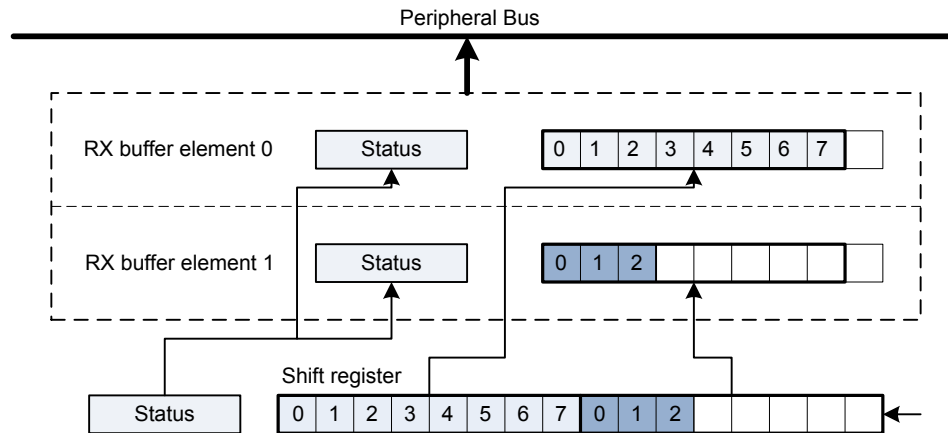 Peripheral Bus
RX buffer element 0 Status 0 1 2 3 4 5 6 7
RX buffer element 1 Status 0 1 2
Shift register
Status 0 1 2 3 4 5 6 7 0 1 2